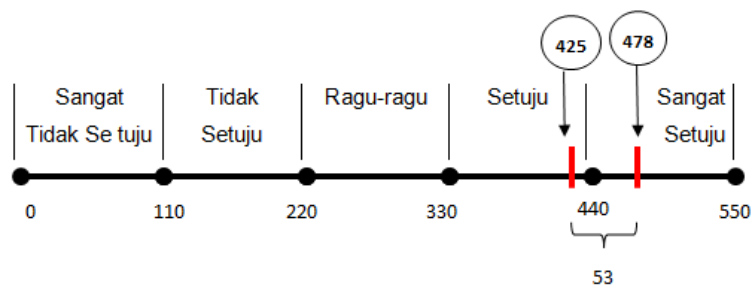 425 478
Sangat Tidak Ragu-ragu Setuju Sangat
Tidak Se tuju Setuju Setuju
0 110 220 330 440 550
53